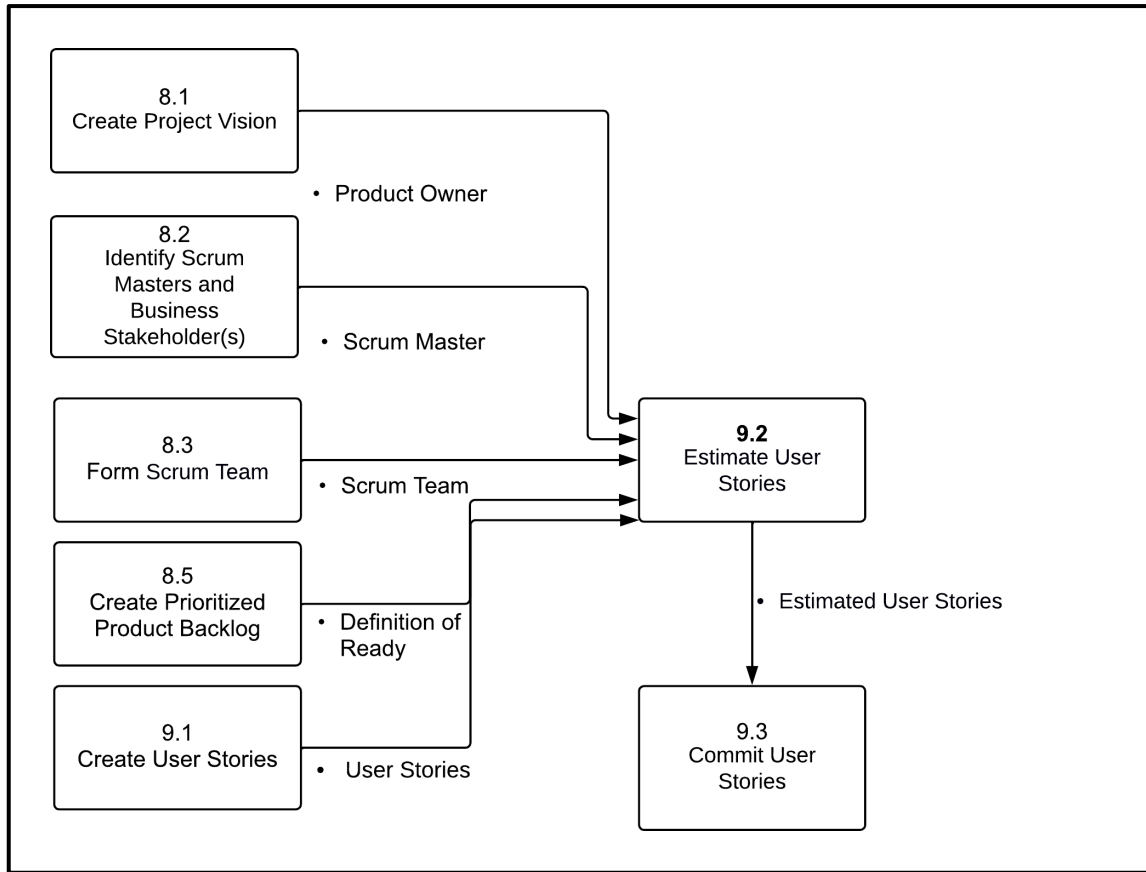 8.1
Create Project Vision
• Product Owner
8.2
Identify Scrum
Masters and
Business
Stakeholder(s)
• Scrum Master
8.3
Form Scrum Team
• Scrum Team
8.5
Create Prioritized
Product Backlog
• Definition of
Ready
9.1
Create User Stories
• User Stories
9.2
Estimate User
Stories
• Estimated User Stories
9.3
Commit User
Stories